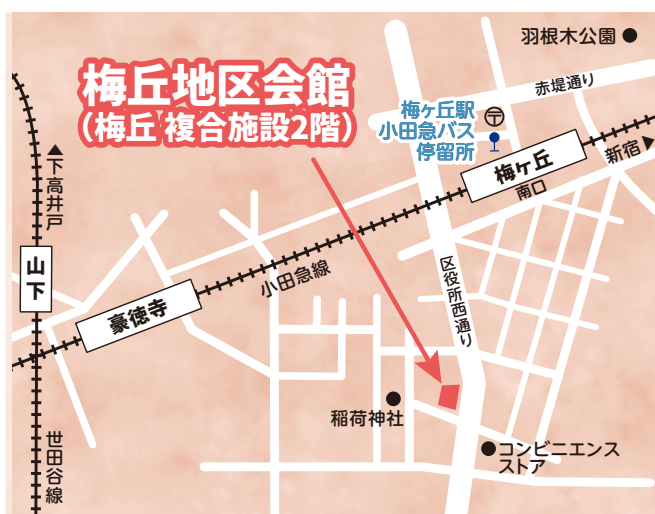 羽根木公園
梅丘地区会館
(梅丘 複合施設2階)
赤堤通り
梅ヶ丘駅
小田急バス
停留所
〒
梅ヶ丘
新宿▶
南口
▲下高井戸
山下
小田急線
区役所西通り
豪徳寺
稲荷神社
世田谷線
コンビニエンス
ストア